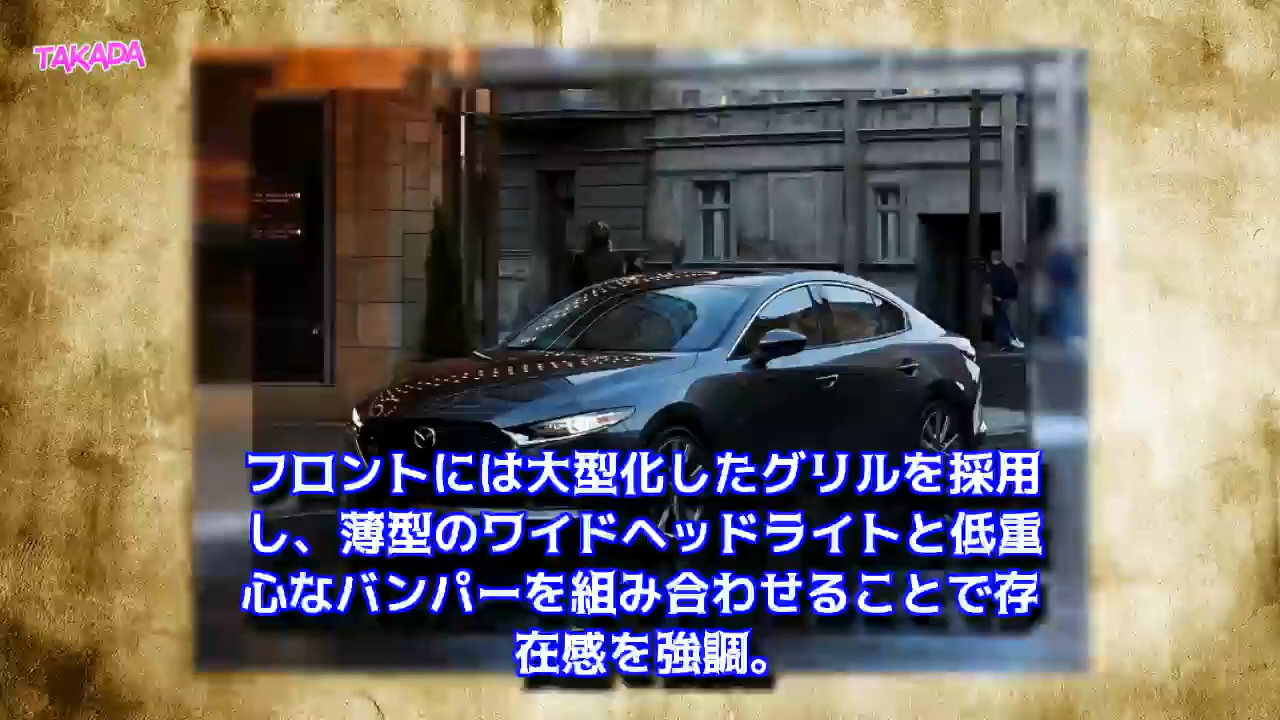 TAKADA
フロントには大型化したグリルを採用
し、薄型のワイドヘッドライトと低重
心なバンパーを組み合わせることで存
在感を強調。